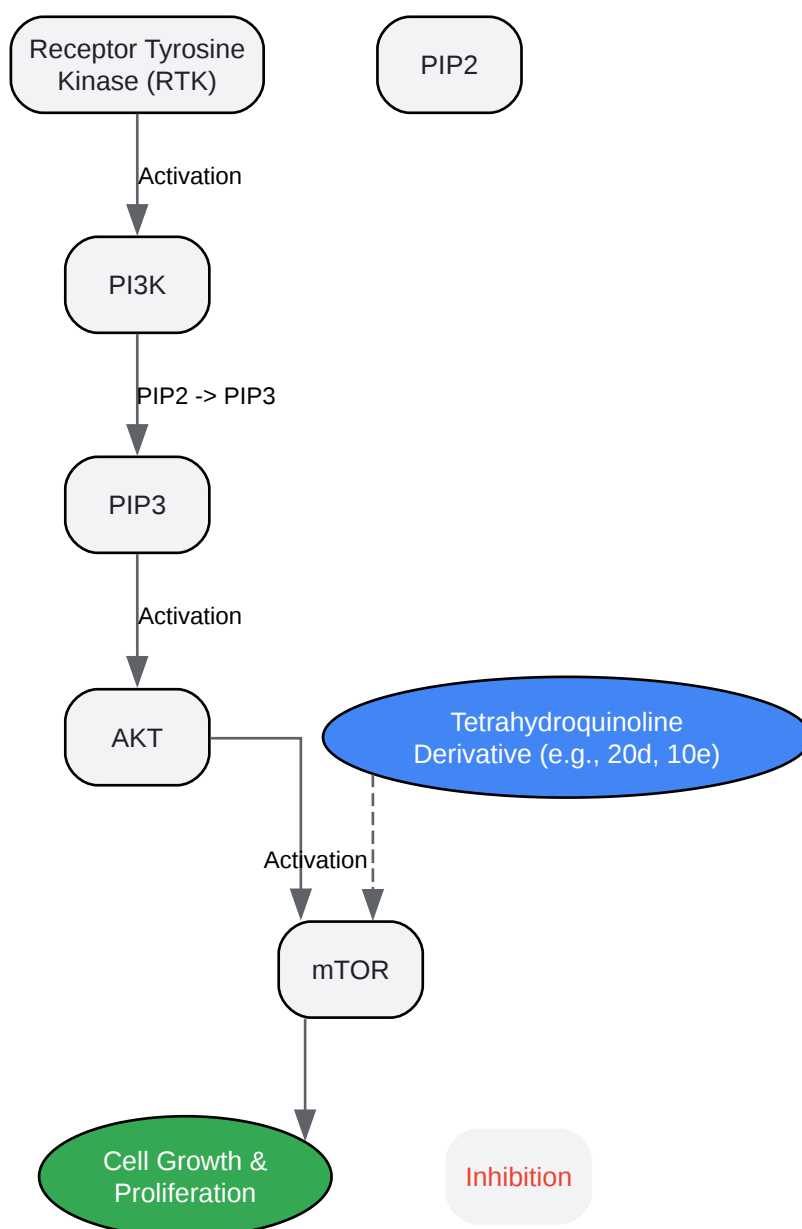 Receptor Tyrosine
Kinase (RTK)
PIP2
Activation
PI3K
PIP2 -> PIP3
PIP3
Activation
AKT
Tetrahydroquinoline
Derivative (e.g., 20d, 10e)
Activation
mTOR
Cell Growth &
Proliferation
Inhibition